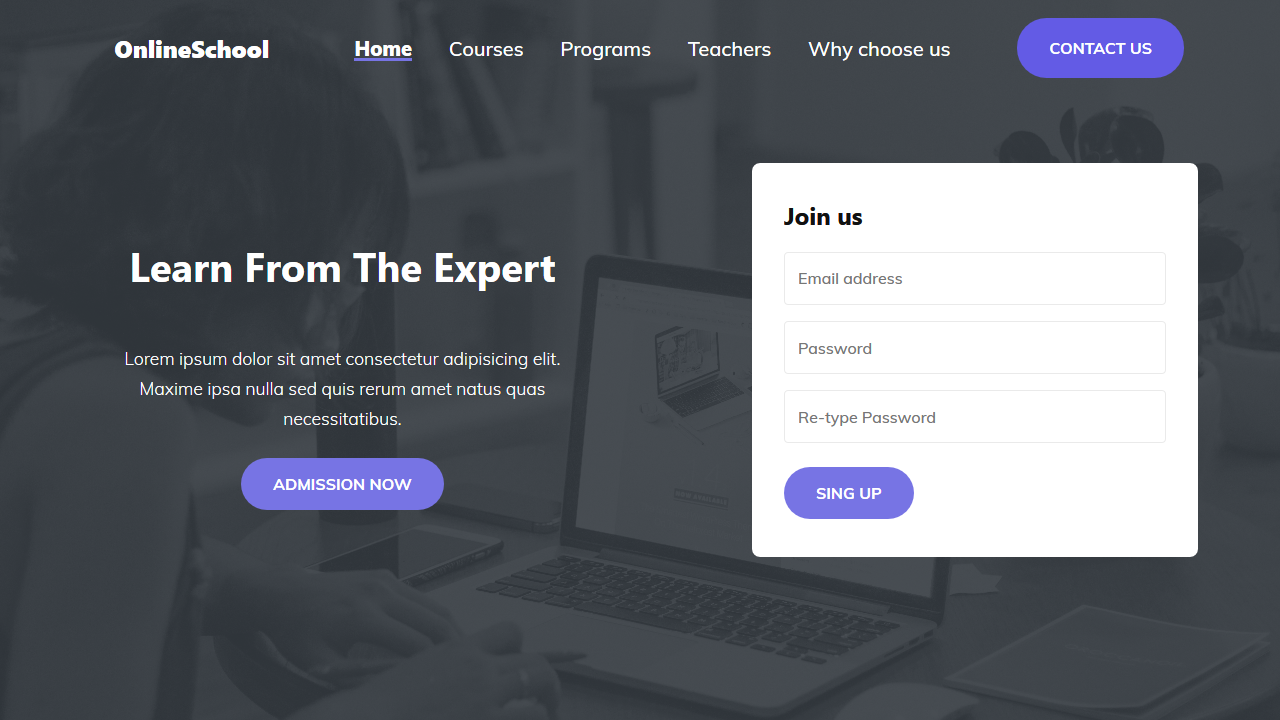 OnlineSchool
Home
Courses
Programs
Teachers
Why choose us
CONTACT US
Learn From The Expert
Lorem ipsum dolor sit amet consectetur adipisicing elit.
Maxime ipsa nulla sed quis rerum amet natus quas
necessitatibus.
ADMISSION NOW
Join us
Email address
Password
Re-type Password
SING UP